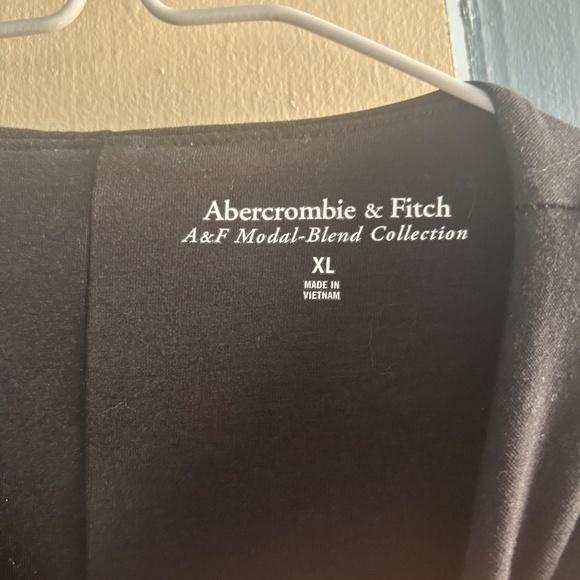 Abercrombie & Fitch
A&F Modal-Blend Collection
XL
MADE IN
VIETNAM